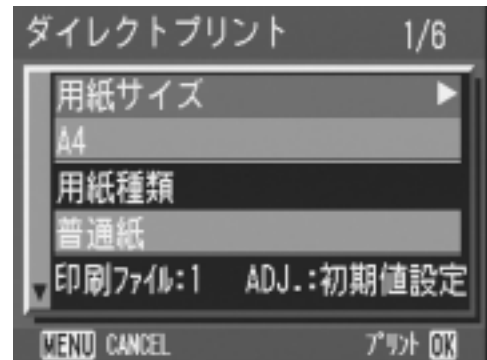 ダイレクトプリント 1/6
用紙サイズ
A4
用紙種類
普通紙
印刷ファイル:1 ADJ.:初期値設定
MENU CANCEL プリント OK